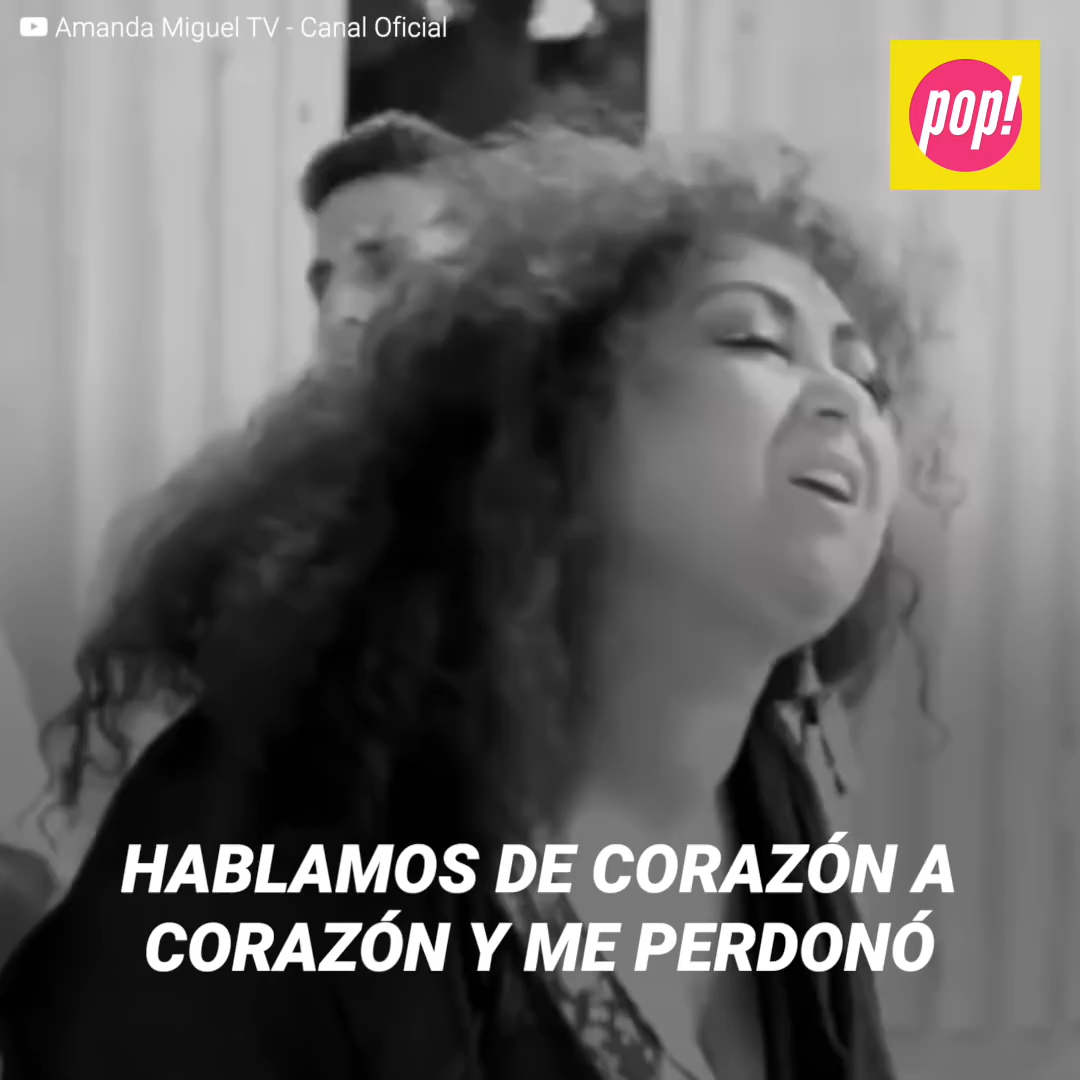 Amanda Miguel TV - Canal Oficial
pop!
HABLAMOS DE CORAZÓN A
CORAZÓN Y ME PERDONÓ